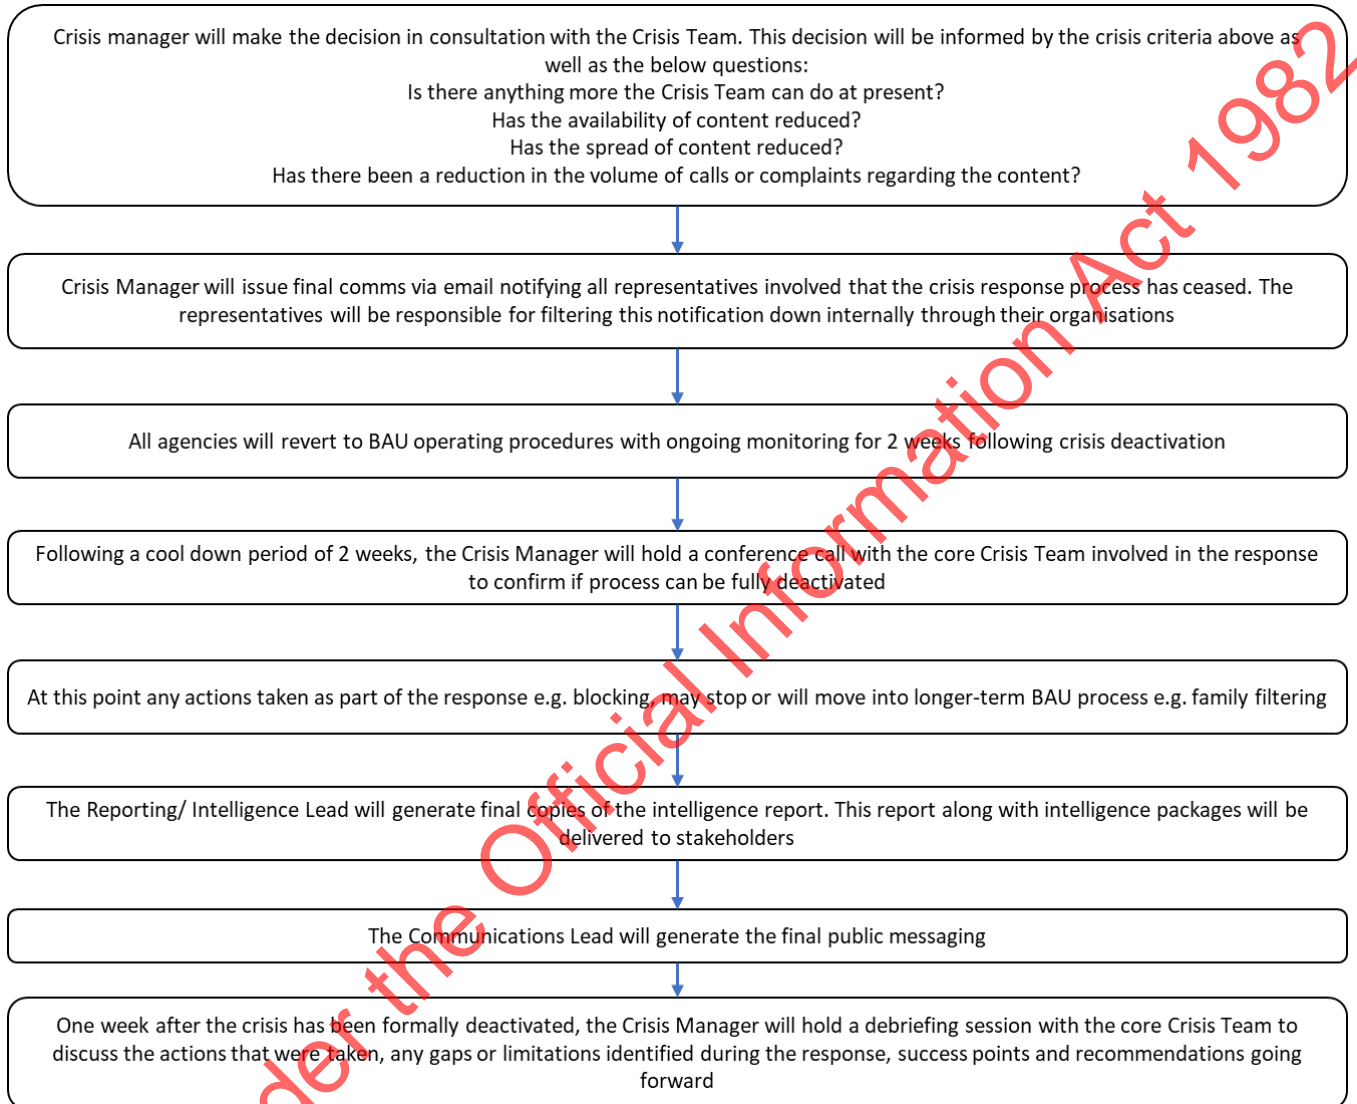 Crisis manager will make the decision in consultation with the Crisis Team. This decision will be informed by the crisis criteria above as
well as the below questions:
Is there anything more the Crisis Team can do at present?
Has the availability of content reduced?
Has the spread of content reduced?
Has there been a reduction in the volume of calls or complaints regarding the content?
Crisis Manager will issue final comms via email notifying all representatives involved that the crisis response process has ceased. The
representatives will be responsible for filtering this notification down internally through their organisations
All agencies will revert to BAU operating procedures with ongoing monitoring for 2 weeks following crisis deactivation
Following a cool down period of 2 weeks, the Crisis Manager will hold a conference call with the core Crisis Team involved in the response
to confirm if process can be fully deactivated
At this point any actions taken as part of the response e.g. blocking, may stop or will move into longer-term BAU process e.g. family filtering
The Reporting/ Intelligence Lead will generate final copies of the intelligence report. This report along with intelligence packages will be
delivered to stakeholders
The Communications Lead will generate the final public messaging
One week after the crisis has been formally deactivated, the Crisis Manager will hold a debriefing session with the core Crisis Team to
discuss the actions that were taken, any gaps or limitations identified during the response, success points and recommendations going
forward
der the Official Information Act 1982